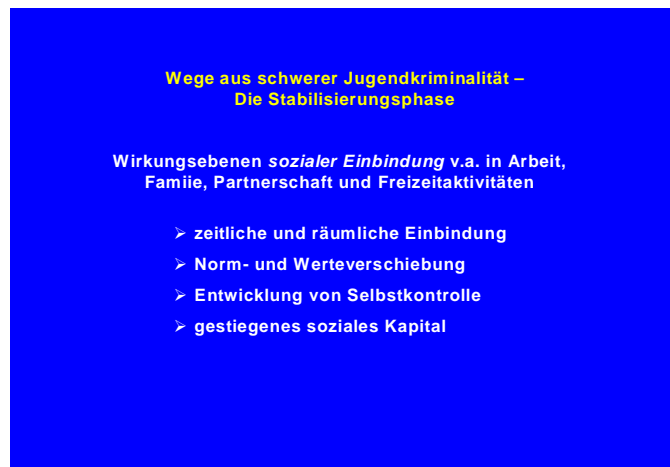 Wege aus schwerer Jugendkriminalität –
Die Stabilisierungsphase
Wirkungsebenen sozialer Einbindung v.a. in Arbeit,
Famiie, Partnerschaft und Freizeitaktivitäten
➢ zeitliche und räumliche Einbindung
➢ Norm- und Werteverschiebung
➢ Entwicklung von Selbstkontrolle
➢ gestiegenes soziales Kapital